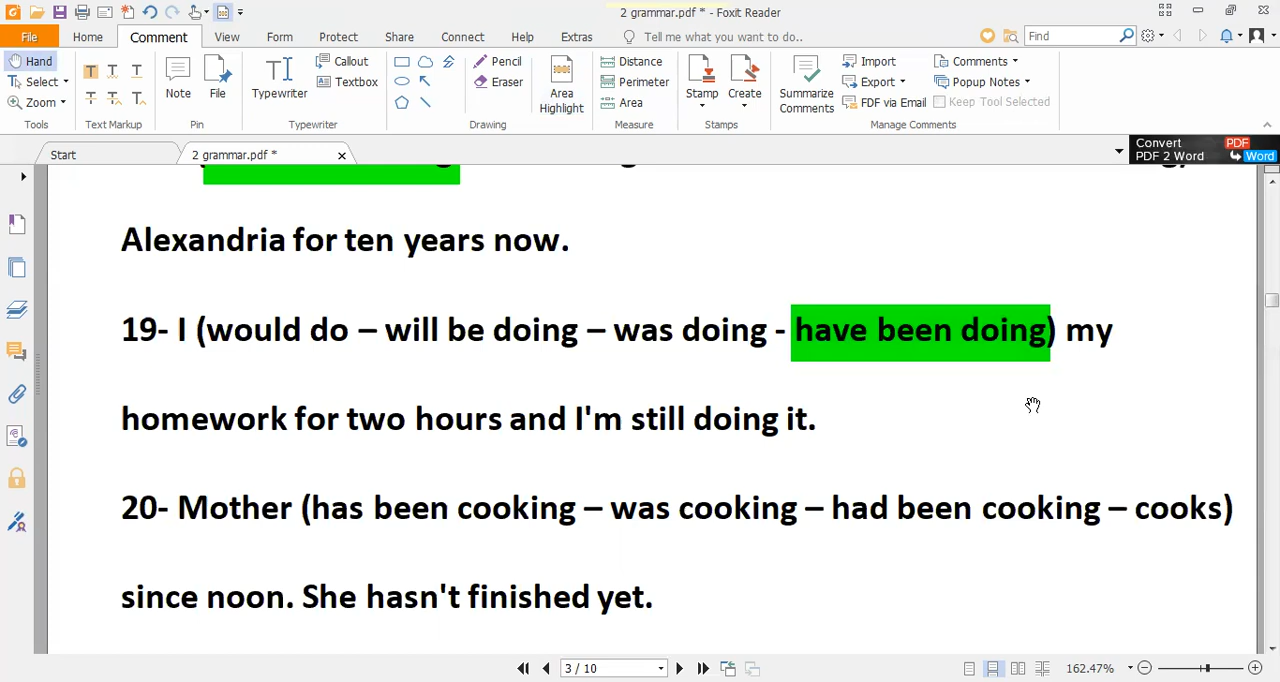 2 grammar.pdf * - Foxit Reader
File Home Comment View Form Protect Share Connect Help Extras Tell me what you want to do.. Find
Hand Select Zoom Tools
Text Markup
Note File Pin
Typewriter Callout Textbox Typewriter
Pencil Eraser Area Highlight Drawing
Distance Perimeter Area Measure
Stamp Create Stamps
Summarize Comments Import Export FDF via Email Comments Popup Notes Keep Tool Selected Manage Comments
Start 2 grammar.pdf * Convert PDF 2 Word PDF Word
Alexandria for ten years now.
19- I (would do – will be doing – was doing - have been doing) my
homework for two hours and I'm still doing it.
20- Mother (has been cooking – was cooking – had been cooking – cooks)
since noon. She hasn't finished yet.
3 / 10 162.47%